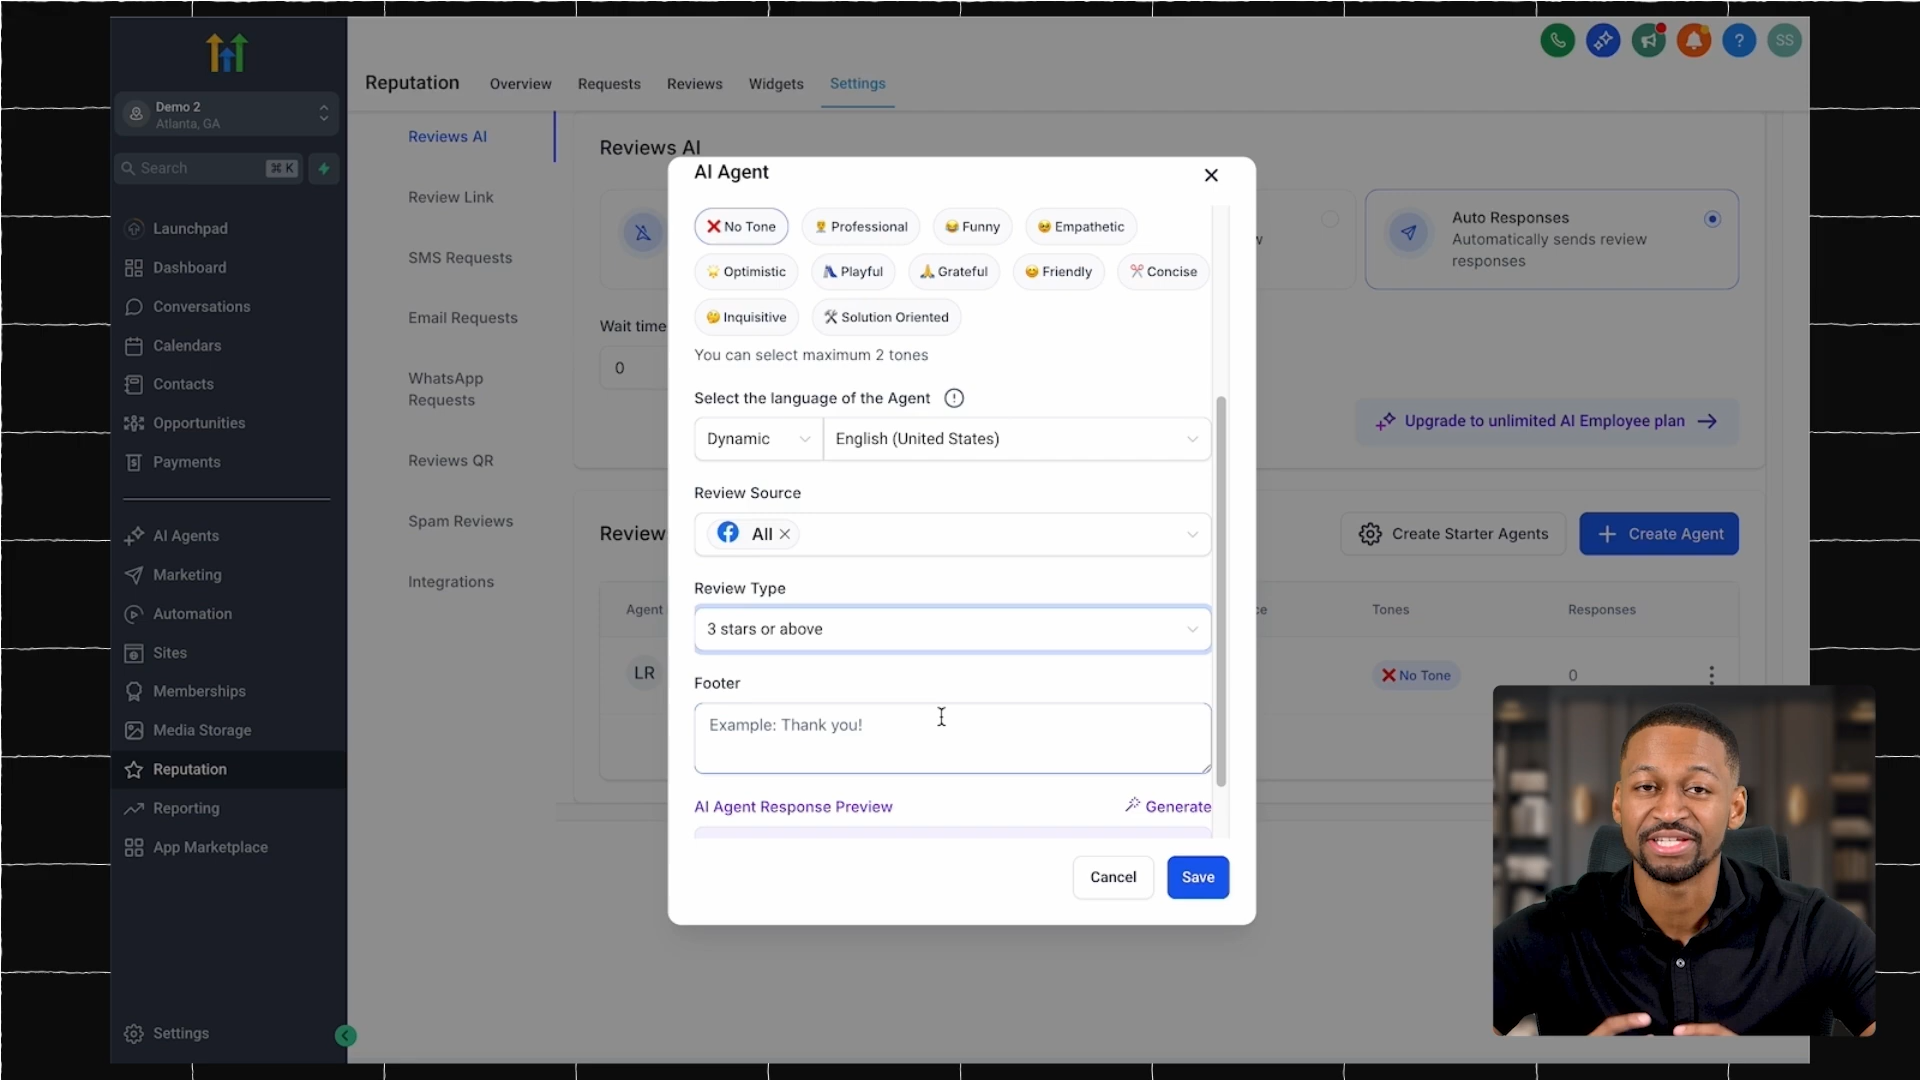 Demo 2
Atlanta, GA
Search
⌘ K
Launchpad
Dashboard
Conversations
Calendars
Contacts
Opportunities
Payments
AI Agents
Marketing
Automation
Sites
Memberships
Media Storage
Reputation
Reporting
App Marketplace
Settings
Reputation
Overview
Requests
Reviews
Widgets
Settings
?
SS
Reviews AI
Review Link
SMS Requests
Email Requests
WhatsApp
Requests
Reviews QR
Spam Reviews
Integrations
Reviews AI
Auto Responses
Automatically sends review
responses
Wait time
0
Upgrade to unlimited AI Employee plan
Review
Create Starter Agents
Create Agent
Agent
Tones
Responses
LR
❌ No Tone
0
AI Agent
❌ No Tone
Professional
Funny
Empathetic
Optimistic
Playful
Grateful
Friendly
Concise
Inquisitive
Solution Oriented
You can select maximum 2 tones
Select the language of the Agent
Dynamic
English (United States)
Review Source
All
Review Type
3 stars or above
Footer
Example: Thank you!
AI Agent Response Preview
Generate
Cancel
Save